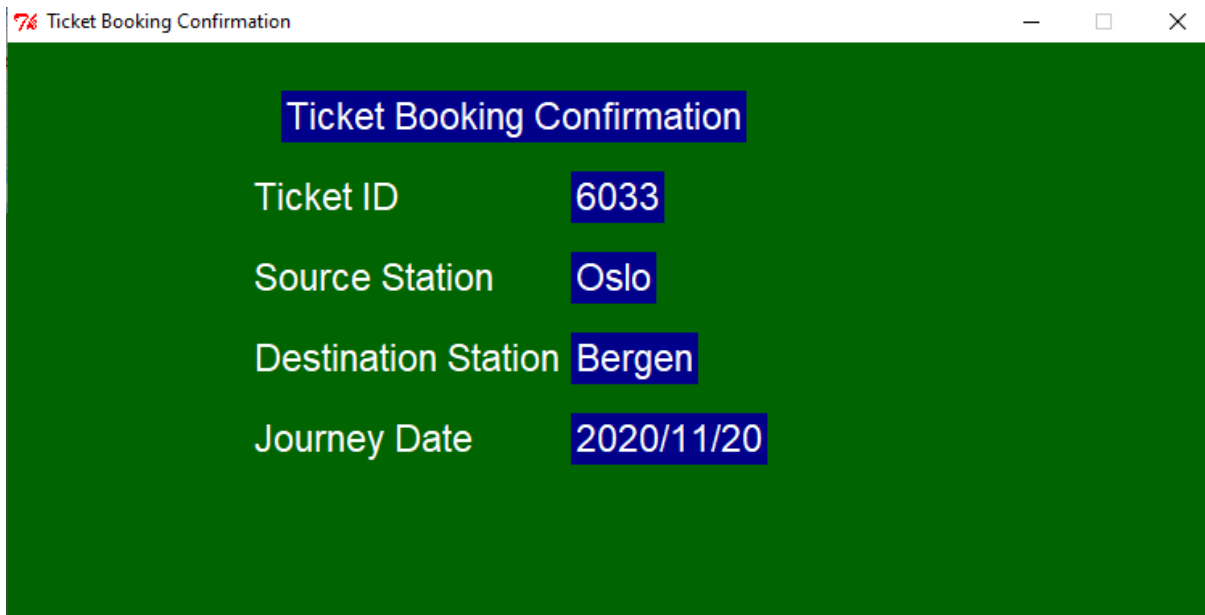 Ticket Booking Confirmation
Ticket Booking Confirmation
Ticket ID 6033
Source Station Oslo
Destination Station Bergen
Journey Date 2020/11/20